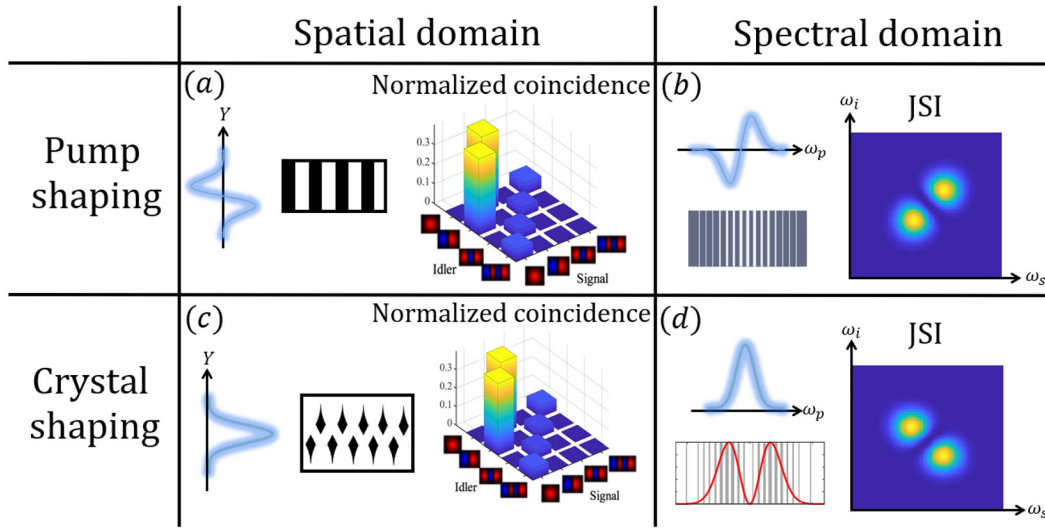 Spatial domain
Spectral domain
Pump
shaping
(a)
Y
Normalized coincidence
0.3
0.2
0.1
0
Idler
Signal
(b)
ωp
ωi
JSI
ωs
Crystal
shaping
(c)
Y
Normalized coincidence
0.3
0.2
0.1
0
Idler
Signal
(d)
ωp
ωi
JSI
ωs